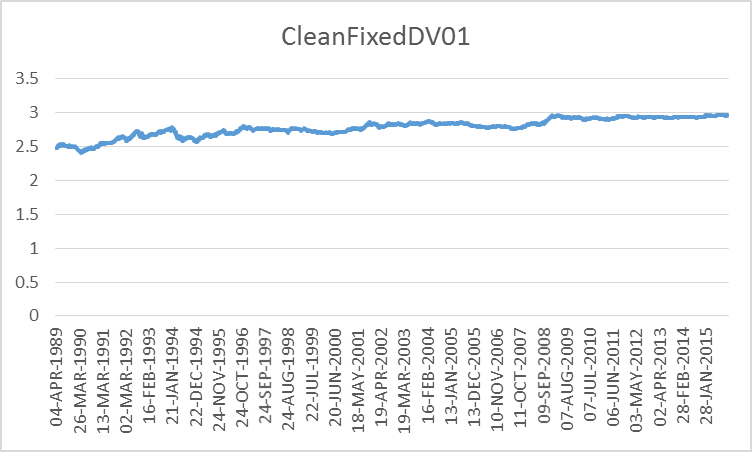 CleanFixedDV01
3.5
3
2.5
2
1.5
1
0.5
0
04-APR-1989
26-MAR-1990
13-MAR-1991
02-MAR-1992
16-FEB-1993
21-JAN-1994
22-DEC-1994
24-NOV-1995
24-OCT-1996
24-SEP-1997
24-AUG-1998
22-JUL-1999
20-JUN-2000
18-MAY-2001
19-APR-2002
19-MAR-2003
16-FEB-2004
13-JAN-2005
13-DEC-2005
10-NOV-2006
11-OCT-2007
09-SEP-2008
07-AUG-2009
07-JUL-2010
06-JUN-2011
03-MAY-2012
02-APR-2013
28-FEB-2014
28-JAN-2015